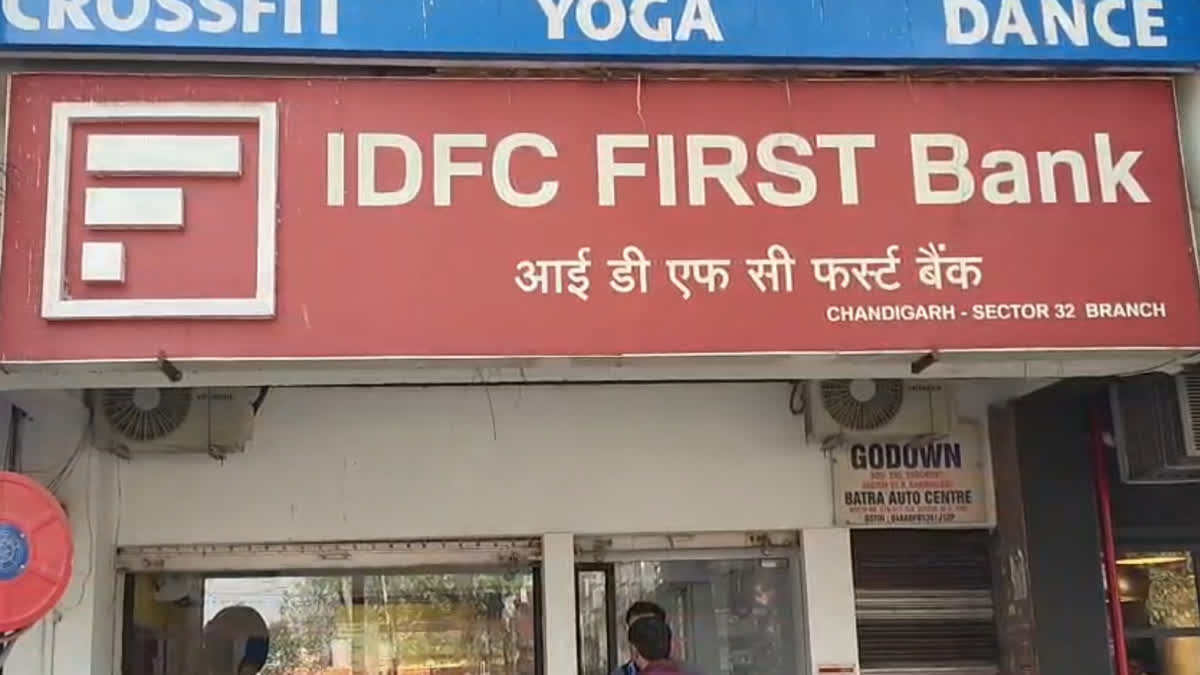 CROSSFIT YOGA DANCE
IDFC FIRST Bank
आई डी एफ सी फर्स्ट बैंक
CHANDIGARH - SECTOR 32 BRANCH
GODOWN
BATRA AUTO CENTRE